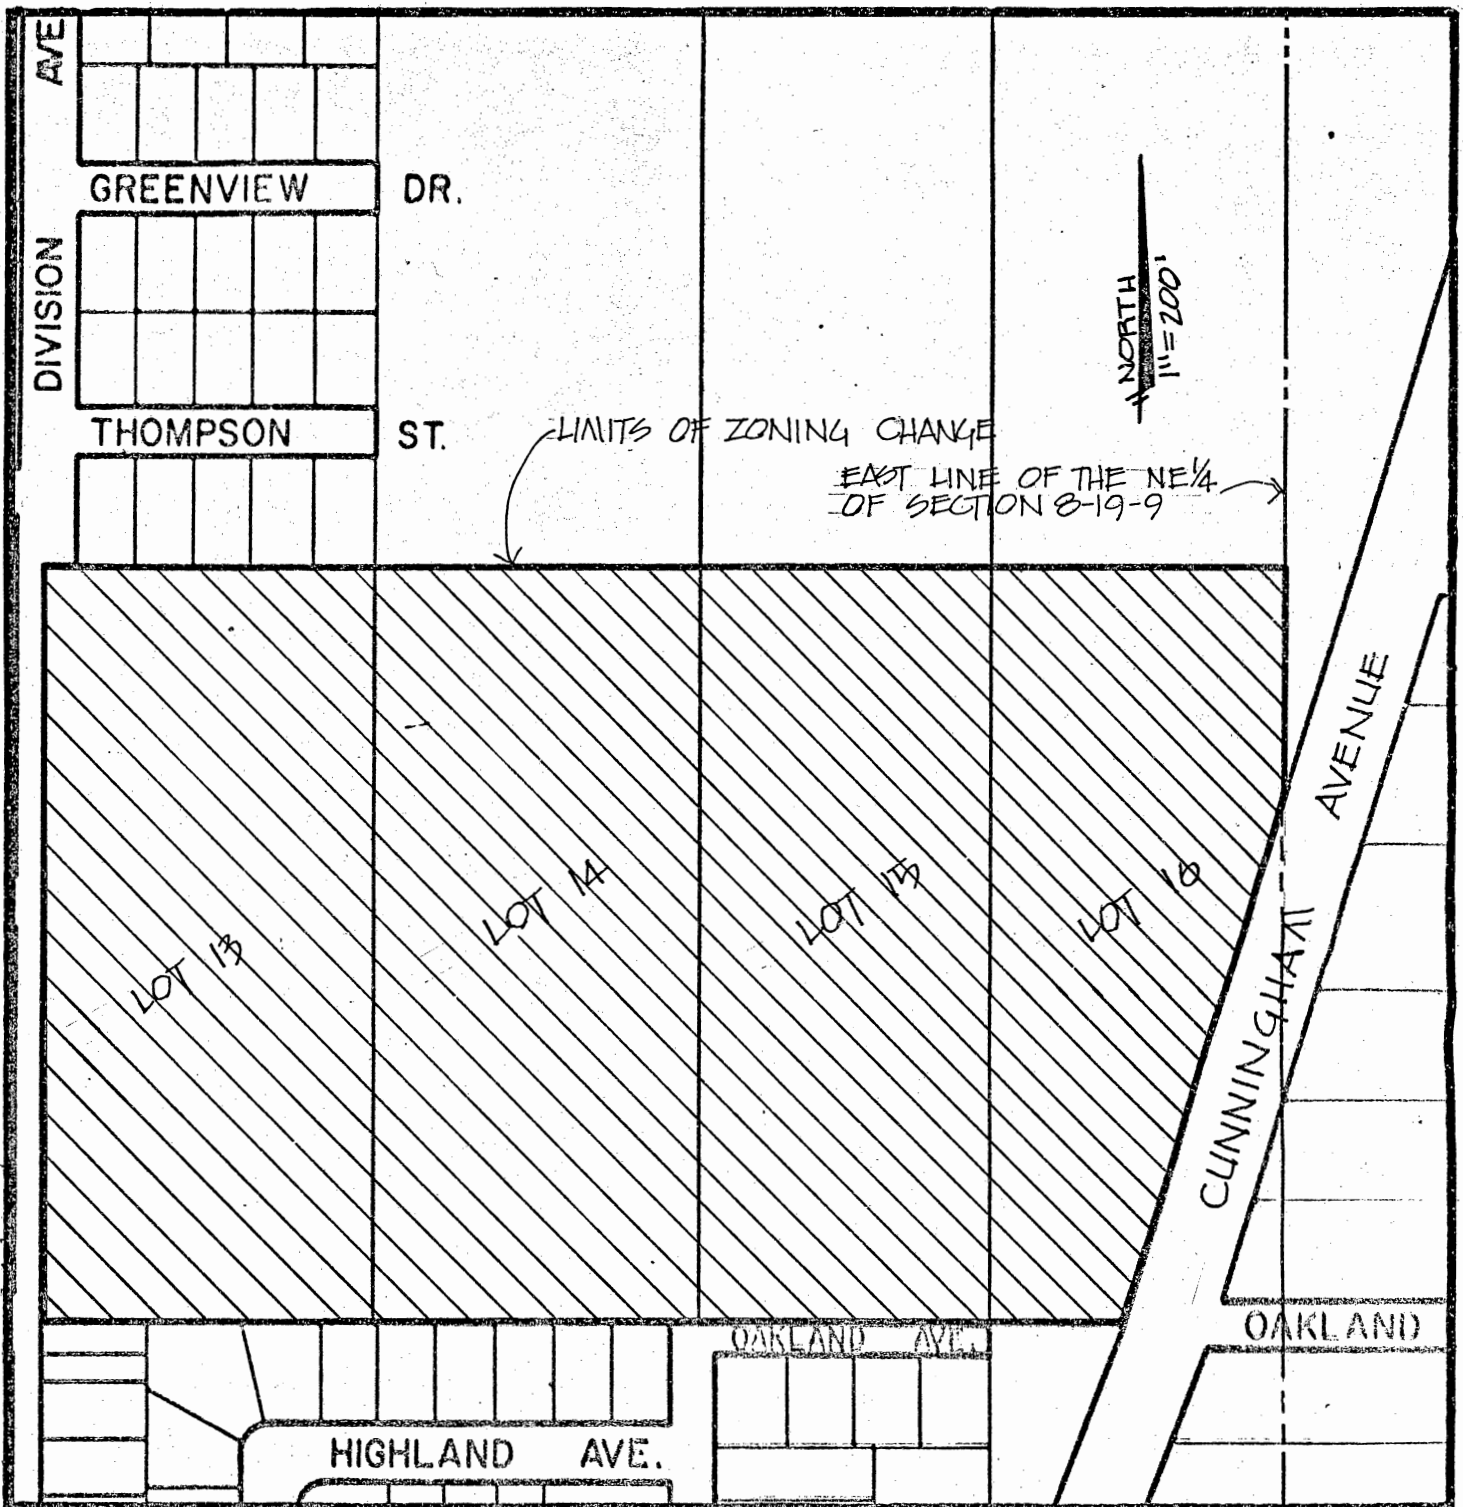 AVE
GREENVIEW DR.
DIVISION
NORTH
1"=200'
THOMPSON ST.
LIMITS OF ZONING CHANGE
EAST LINE OF THE NE 1/4
OF SECTION 8-19-9
AVENUE
LOT 13
LOT 14
LOT 15
LOT 16
CUNNINGHAM
OAKLAND AVE.
OAKLAND
HIGHLAND AVE.